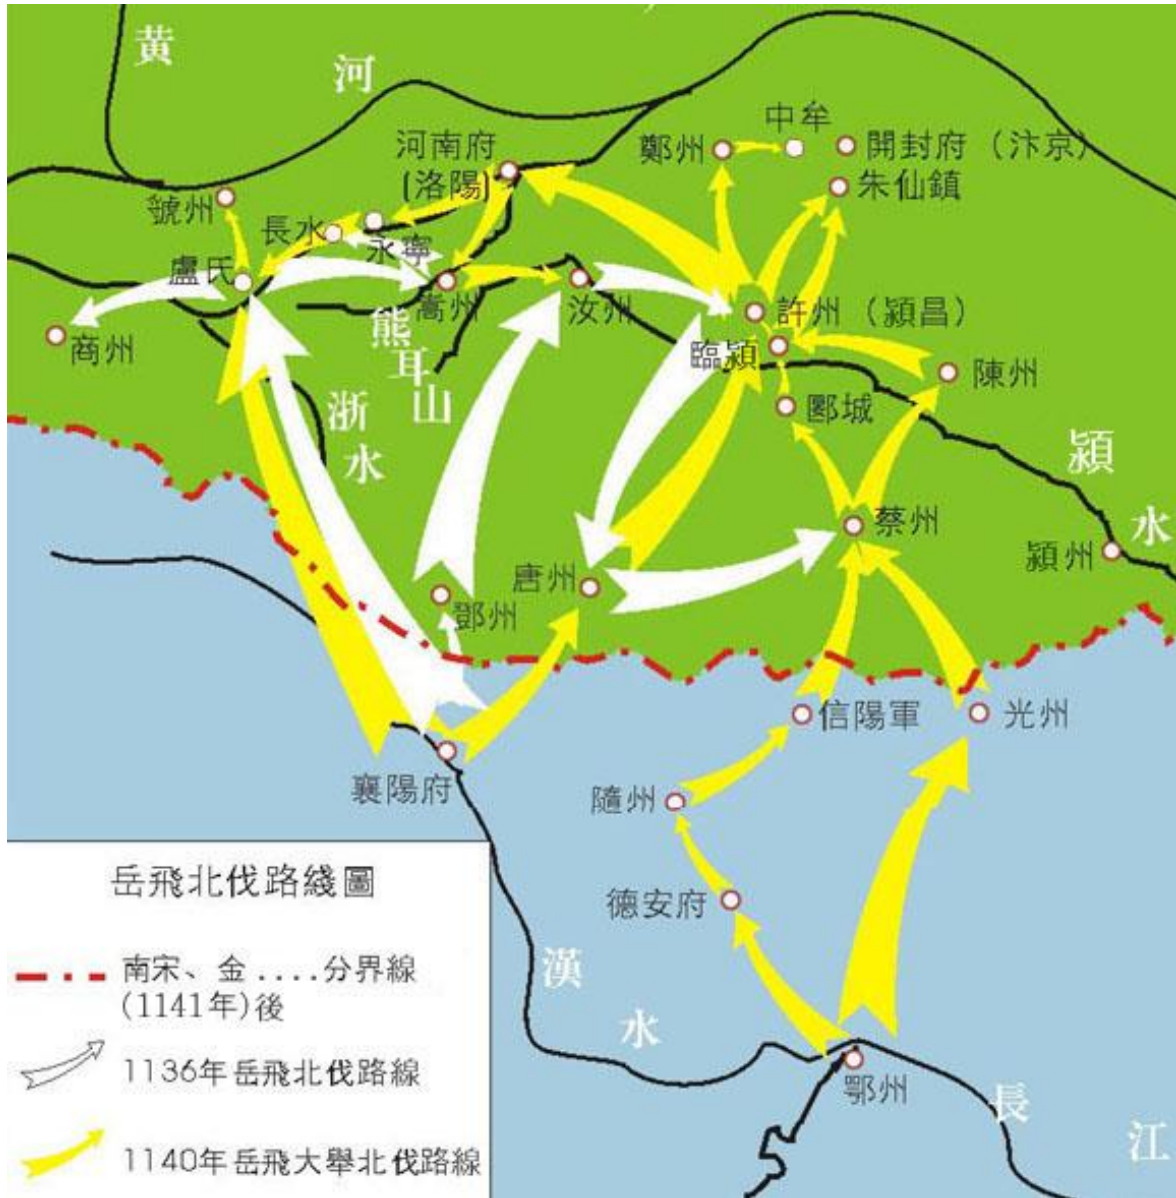 黄
河
中牟
鄭州
開封府（汴京）
河南府
(洛陽)
朱仙鎮
號州
長水
永寧
盧氏
嵩州
汝州
許州（潁昌）
商州
熊
耳
山
臨潁
陳州
郾城
浙
水
潁
水
蔡州
潁州
唐州
鄧州
信陽軍
光州
襄陽府
隨州
德安府
漢
水
鄂州
長
江
岳飛北伐路綫圖
南宋、金 ....分界線
(1141年)後
1136年岳飛北伐路線
1140年岳飛大舉北伐路線